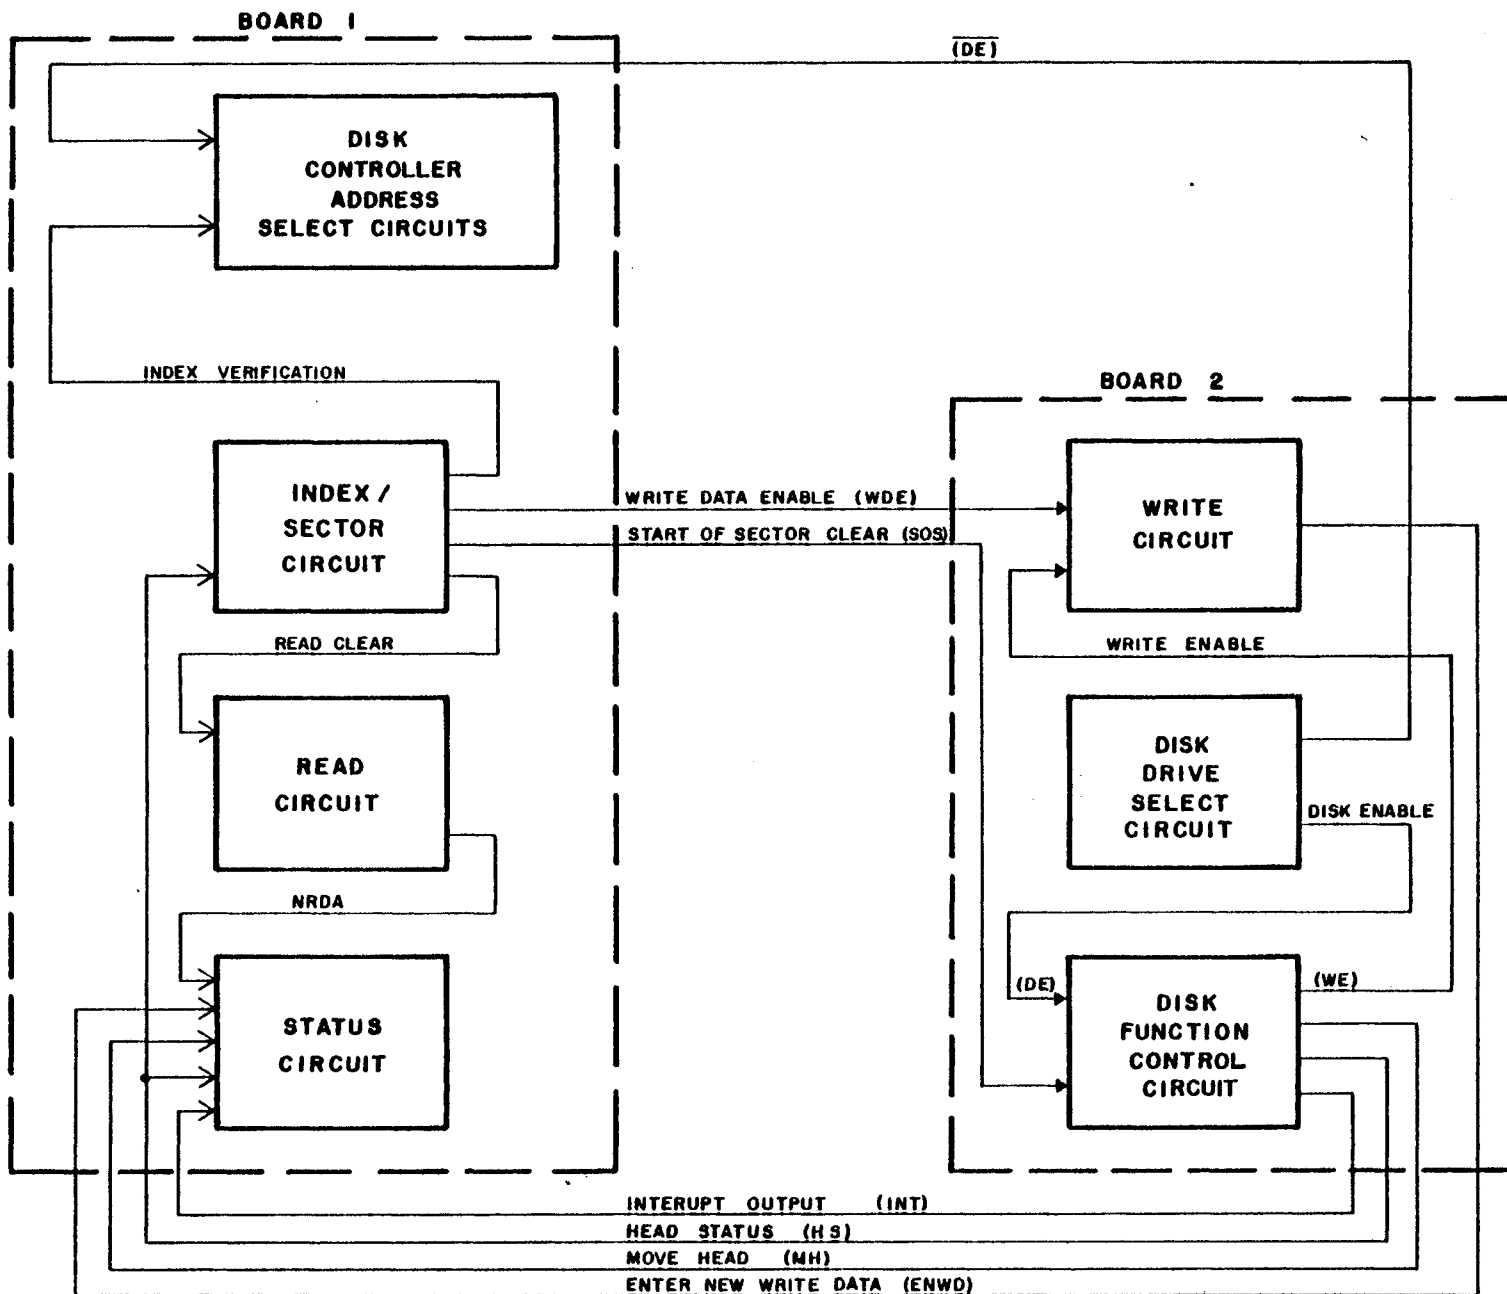 BOARD 1
(D̅E̅)
DISK
CONTROLLER
ADDRESS
SELECT CIRCUITS
INDEX VERIFICATION
BOARD 2
INDEX /
SECTOR
CIRCUIT
WRITE DATA ENABLE (WDE)
START OF SECTOR CLEAR (SOS)
WRITE
CIRCUIT
READ CLEAR
WRITE ENABLE
READ
CIRCUIT
DISK
DRIVE
SELECT
CIRCUIT
DISK ENABLE
NRDA
STATUS
CIRCUIT
(DE)
DISK
FUNCTION
CONTROL
CIRCUIT
(WE)
INTERUPT OUTPUT (INT)
HEAD STATUS (HS)
MOVE HEAD (MH)
ENTER NEW WRITE DATA (ENWD)